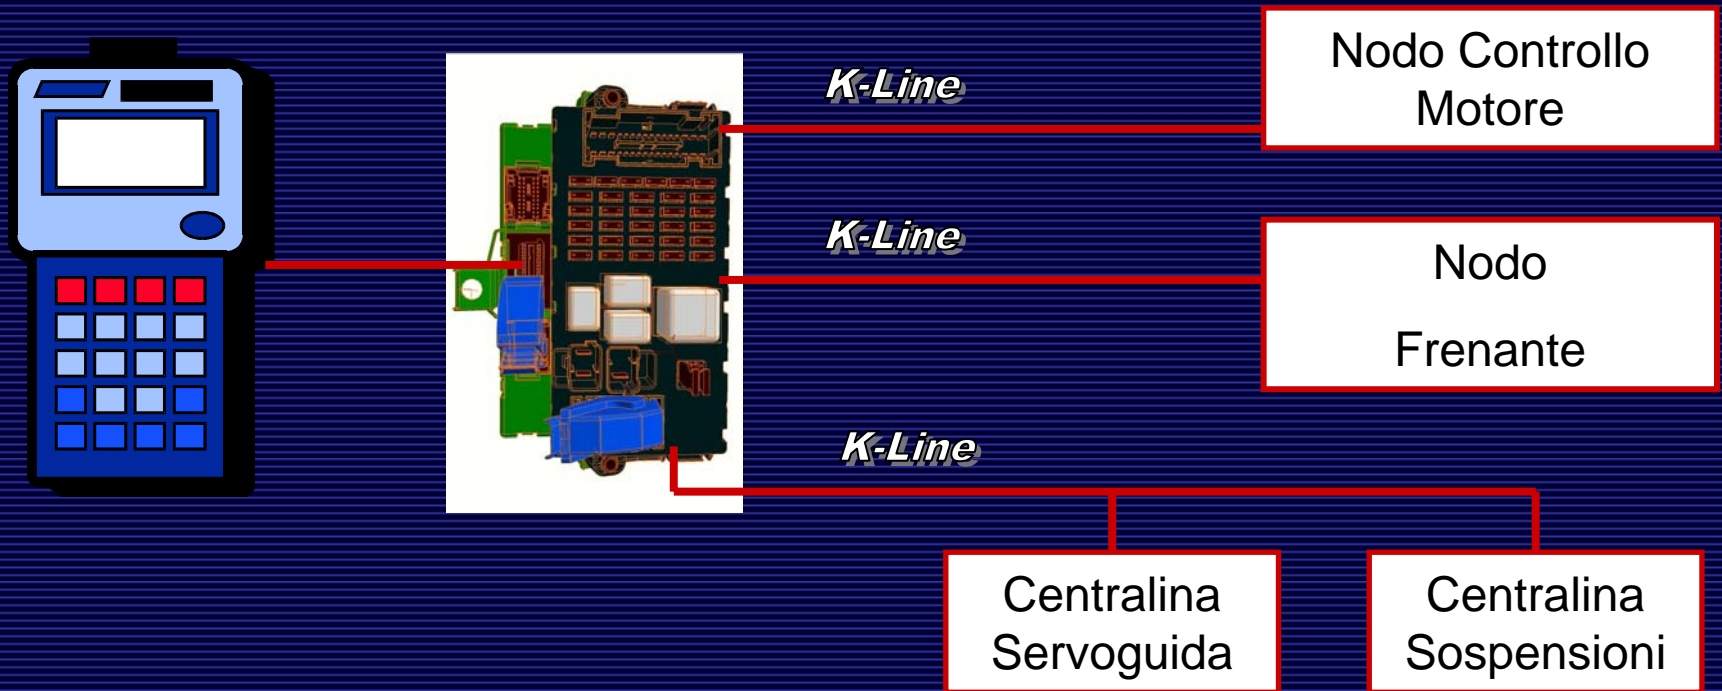 K-Line
Nodo Controllo
Motore
K-Line
Nodo
Frenante
K-Line
Centralina
Servoguida
Centralina
Sospensioni